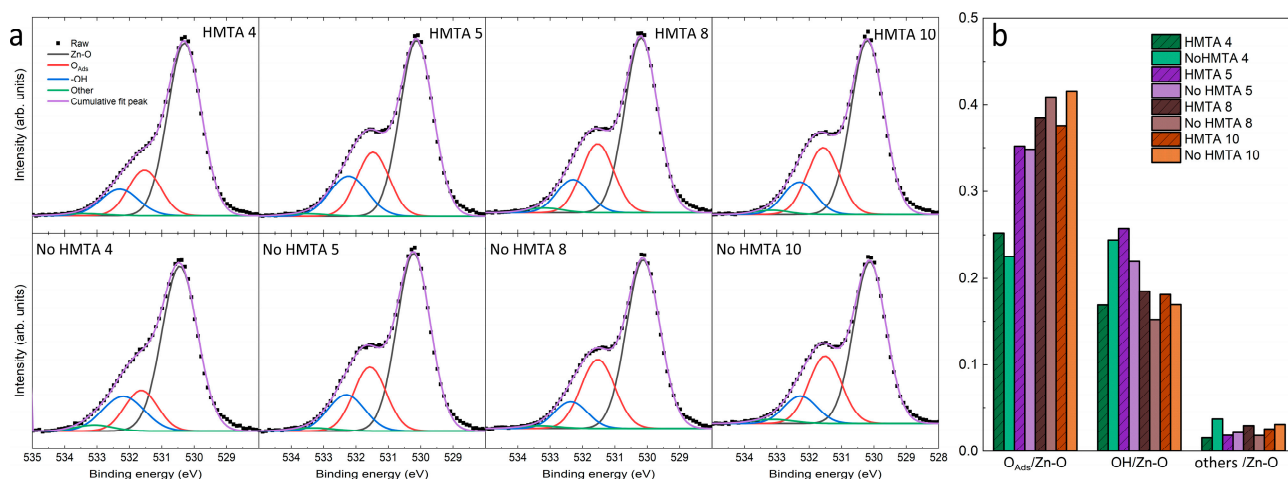 a
HMTA 4
HMTA 5
HMTA 8
HMTA 10
Raw
Zn-O
OAds
-OH
Other
Cumulative fit peak
Intensity (arb. units)
No HMTA 4
No HMTA 5
No HMTA 8
No HMTA 10
Intensity (arb. units)
535 534 533 532 531 530 529
534 533 532 531 530 529
534 533 532 531 530 529
534 533 532 531 530 529 528
Binding energy (eV)
Binding energy (eV)
Binding energy (eV)
Binding energy (eV)
b
HMTA 4
NoHMTA 4
HMTA 5
No HMTA 5
HMTA 8
No HMTA 8
HMTA 10
No HMTA 10
0.5
0.4
0.3
0.2
0.1
0.0
OAds/Zn-O
OH/Zn-O
others /Zn-O